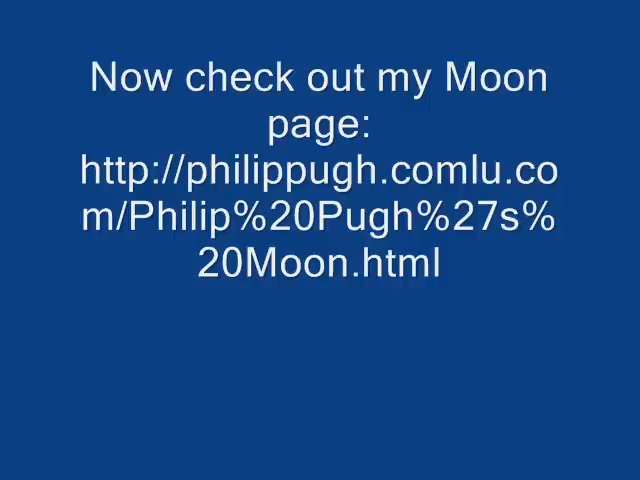 Now check out my Moon
page:
http://philippugh.comlu.co
m/Philip%20Pugh%27s%
20Moon.html